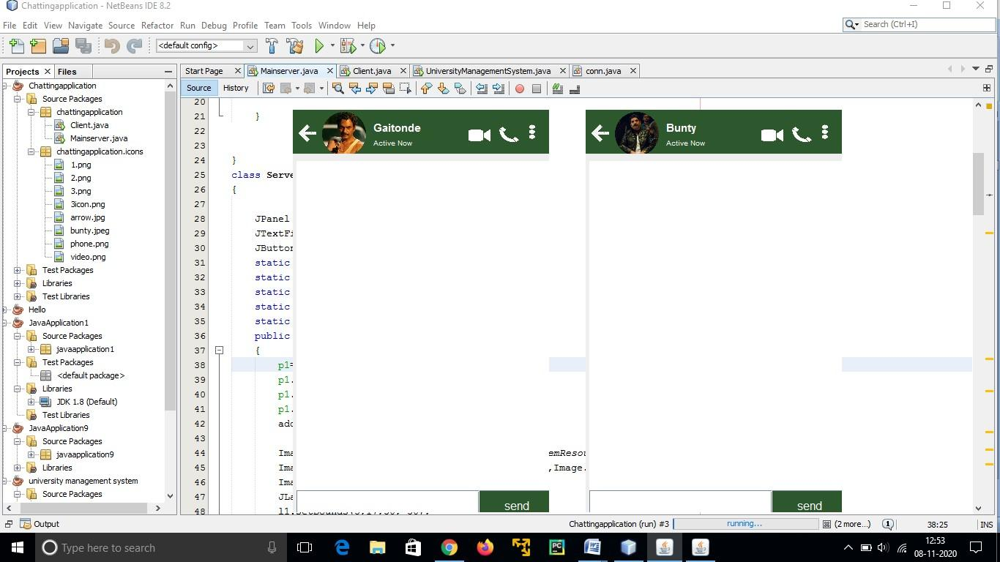 Chattingapplication - NetBeans IDE 8.2
File Edit View Navigate Source Refactor Run Debug Profile Team Tools Window Help
Search (Ctrl+I)
<default config>
Projects Files
Start Page Mainserver.java Client.java UniversityManagementSystem.java conn.java
Source History
Chattingapplication
Source Packages
chattingapplication
Client.java
Mainserver.java
chattingapplication.icons
1.png
2.png
3.png
3icon.png
arrow.jpg
bunty.jpeg
phone.png
video.png
Test Packages
Libraries
Test Libraries
Hello
JavaApplication1
Source Packages
javaapplication1
Test Packages
<default package>
Libraries
JDK 1.8 (Default)
Test Libraries
JavaApplication9
Source Packages
javaapplication9
Libraries
university management system
Source Packages
20
21 }
22
23
24 }
25 class Serve
26 {
27
28 JPanel
29 JTextFi
30 JButton
31 static
32 static
33 static
34 static
35 static
36 public
37 {
38 p1=
39 p1.
40 p1.
41 p1.
42 add
43
44 Ima emResou
45 Ima ,Image.
46 Ima
47 JLa
48
Gaitonde
Active Now
send
Bunty
Active Now
send
Output
Chattingapplication (run) #3 running... (2 more...) 1 38:25 INS
Type here to search
12:53
08-11-2020